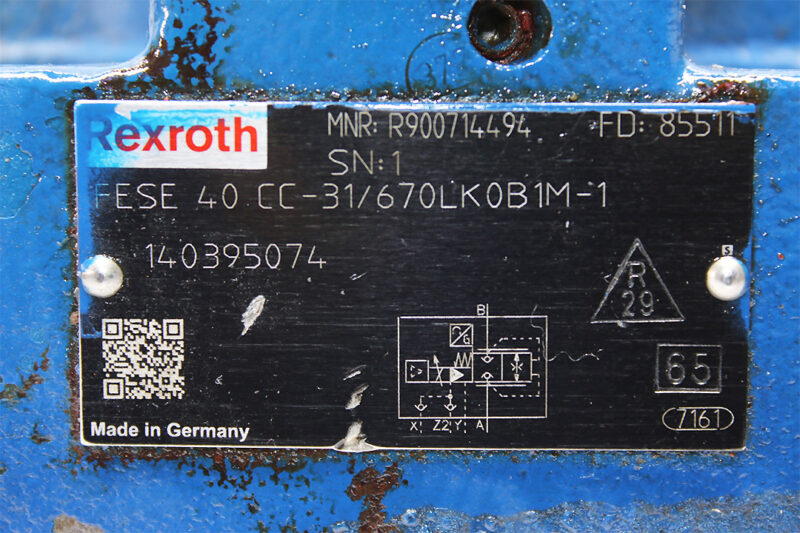 37
Rexroth
MNR: R900714494 FD: 85511
SN: 1
FESE 40 CC-31/670LK0B1M-1
140395074
S
R
29
B
G
65
X Z2 Y A
7161
Made in Germany